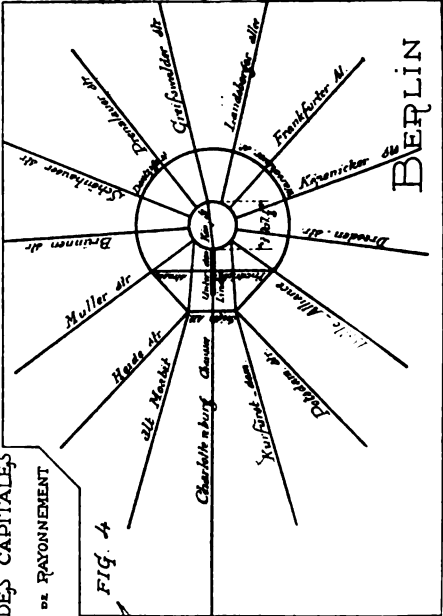 DES CAPITALES
DE RAYONNEMENT
FIG. 4
BERLIN
Brunnen str
Schönhauser str
Prenzlauer str
Greifswalder str
Landsberger allee
Frankfurter Al.
Köpenicker str
Dresden. str.
Alliance
Potsdam. str
Kurfürst-dam
Charlottenburg Chaussee
Alt Moabit
Heide str
Muller str
Unter den
Linden